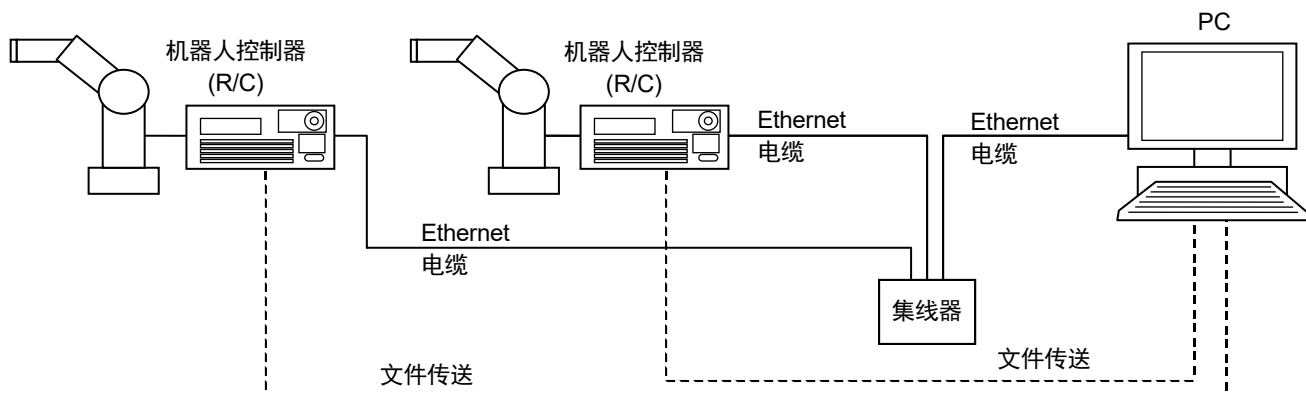 PC
机器人控制器
(R/C)
机器人控制器
(R/C)
Ethernet
电缆
Ethernet
电缆
Ethernet
电缆
集线器
文件传送
文件传送